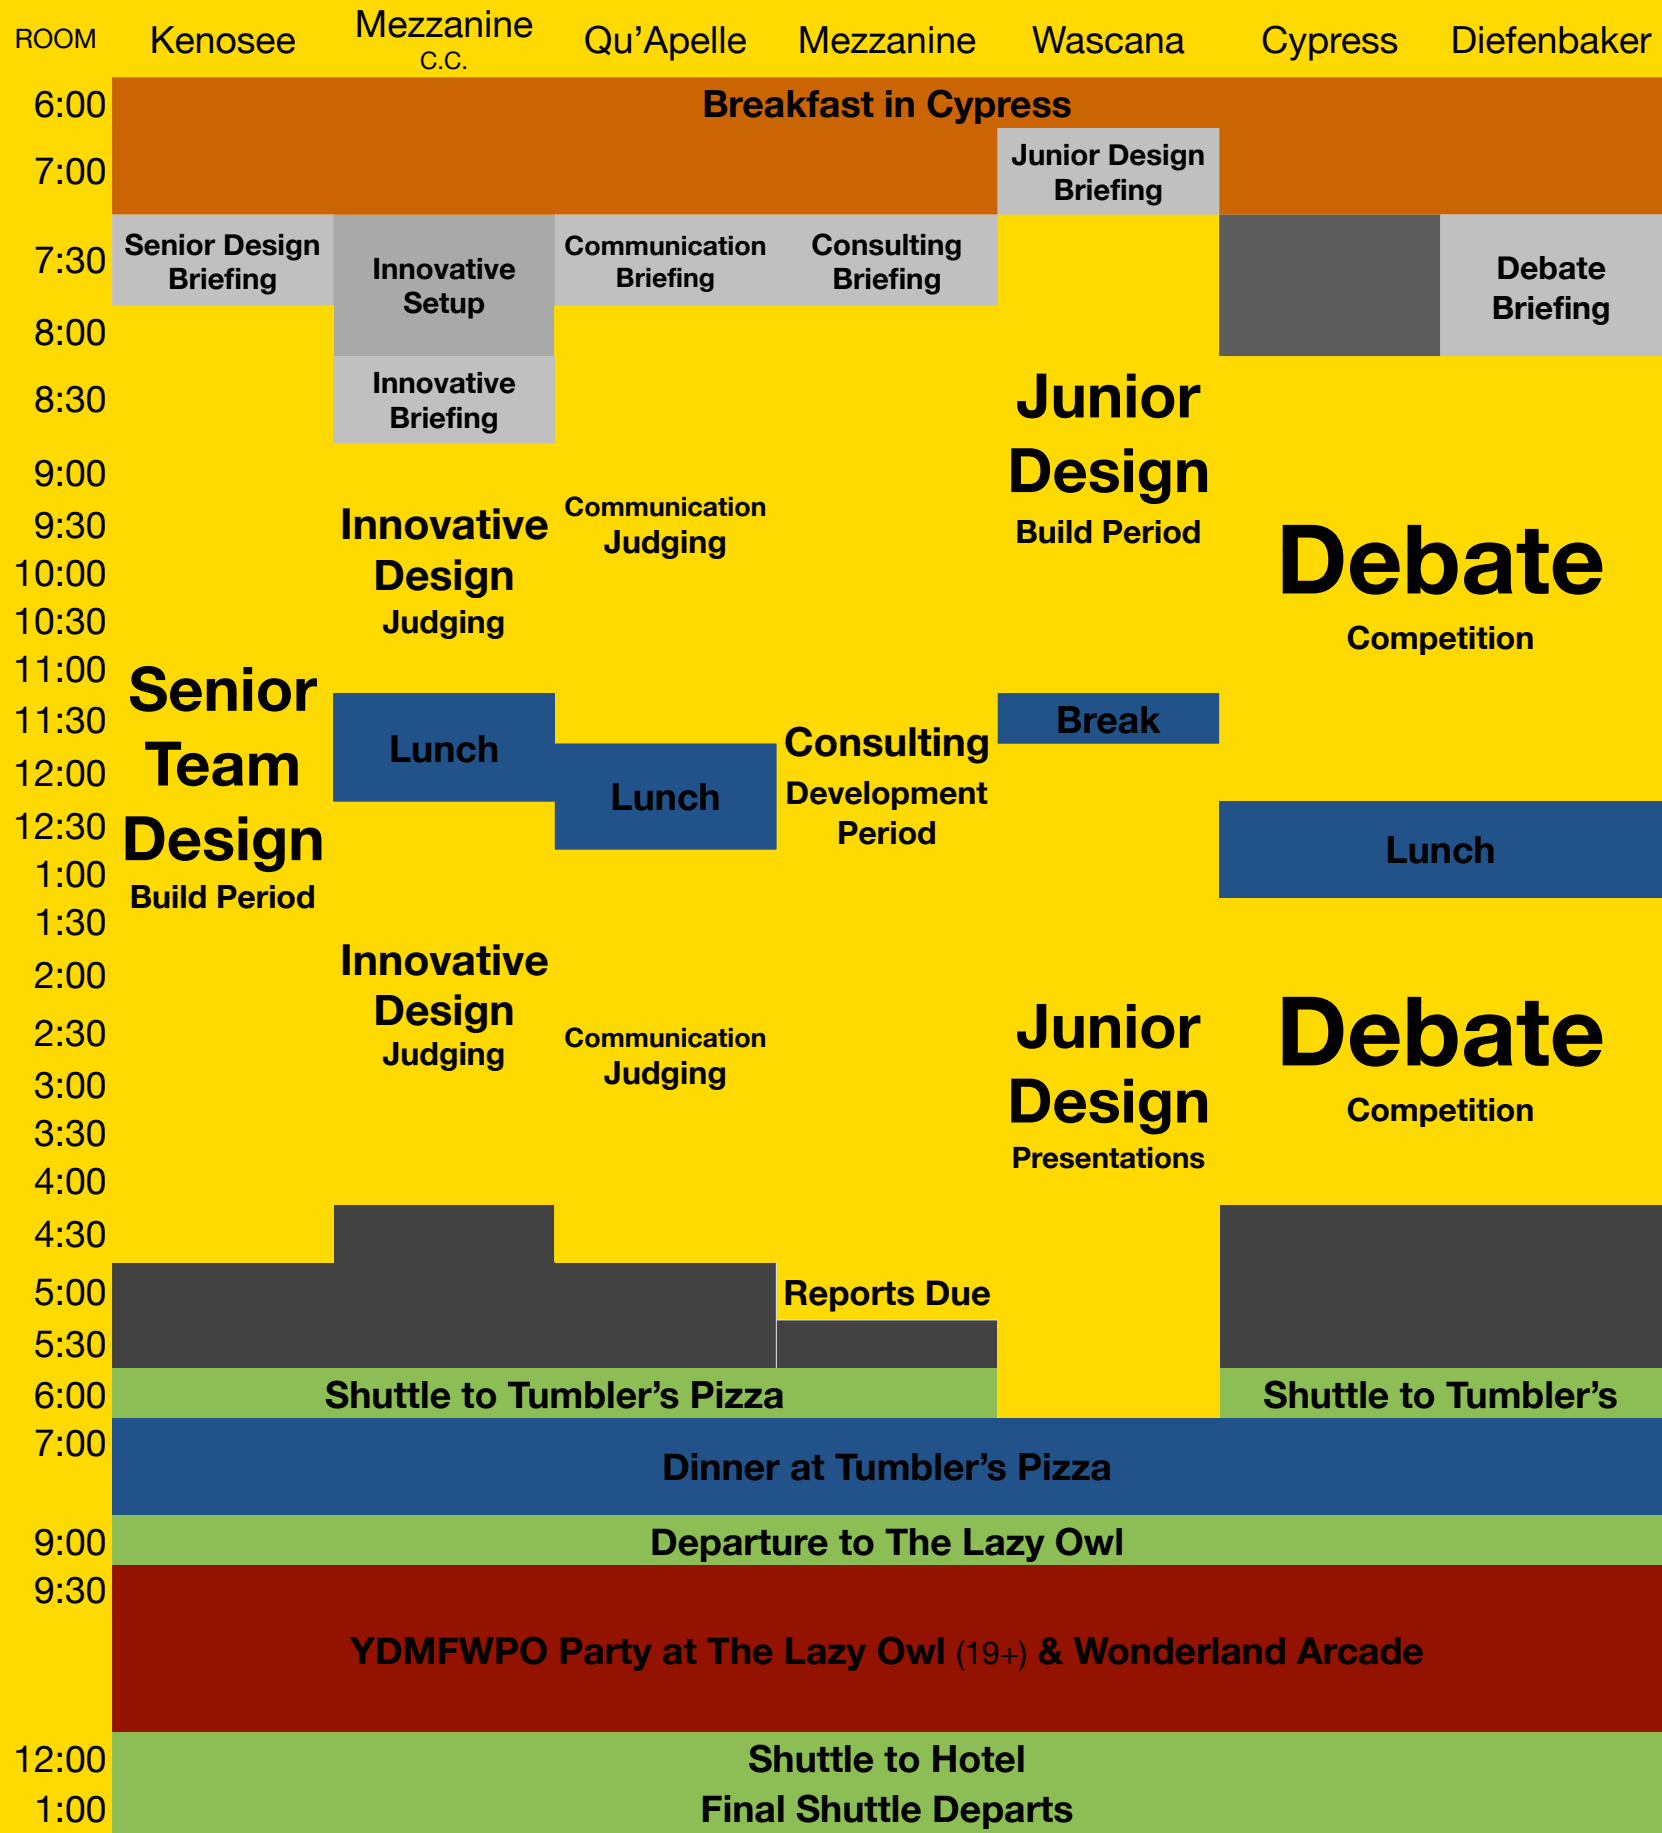 ROOM Kenosee Mezzanine C.C. Qu’Apelle Mezzanine Wascana Cypress Diefenbaker
6:00 Breakfast in Cypress
7:00 Junior Design
Briefing
7:30 Senior Design
Briefing
Innovative
Setup
Communication
Briefing
Consulting
Briefing
Debate
Briefing
8:00
8:30 Innovative
Briefing
Junior
Design
Build Period
9:00
9:30 Innovative
Design
Judging
Communication
Judging
Debate
Competition
10:00
10:30
11:00 Senior
Team
Design
Build Period
11:30 Lunch
Break
12:00 Lunch
Consulting
Development
Period
12:30
1:00 Lunch
1:30
2:00 Innovative
Design
Judging
2:30 Communication
Judging
Junior
Design
Presentations
Debate
Competition
3:00
3:30
4:00
4:30
5:00 Reports Due
5:30
6:00 Shuttle to Tumbler’s Pizza Shuttle to Tumbler’s
7:00 Dinner at Tumbler’s Pizza
9:00 Departure to The Lazy Owl
9:30
YDMFWPO Party at The Lazy Owl (19+) & Wonderland Arcade
12:00 Shuttle to Hotel
1:00 Final Shuttle Departs